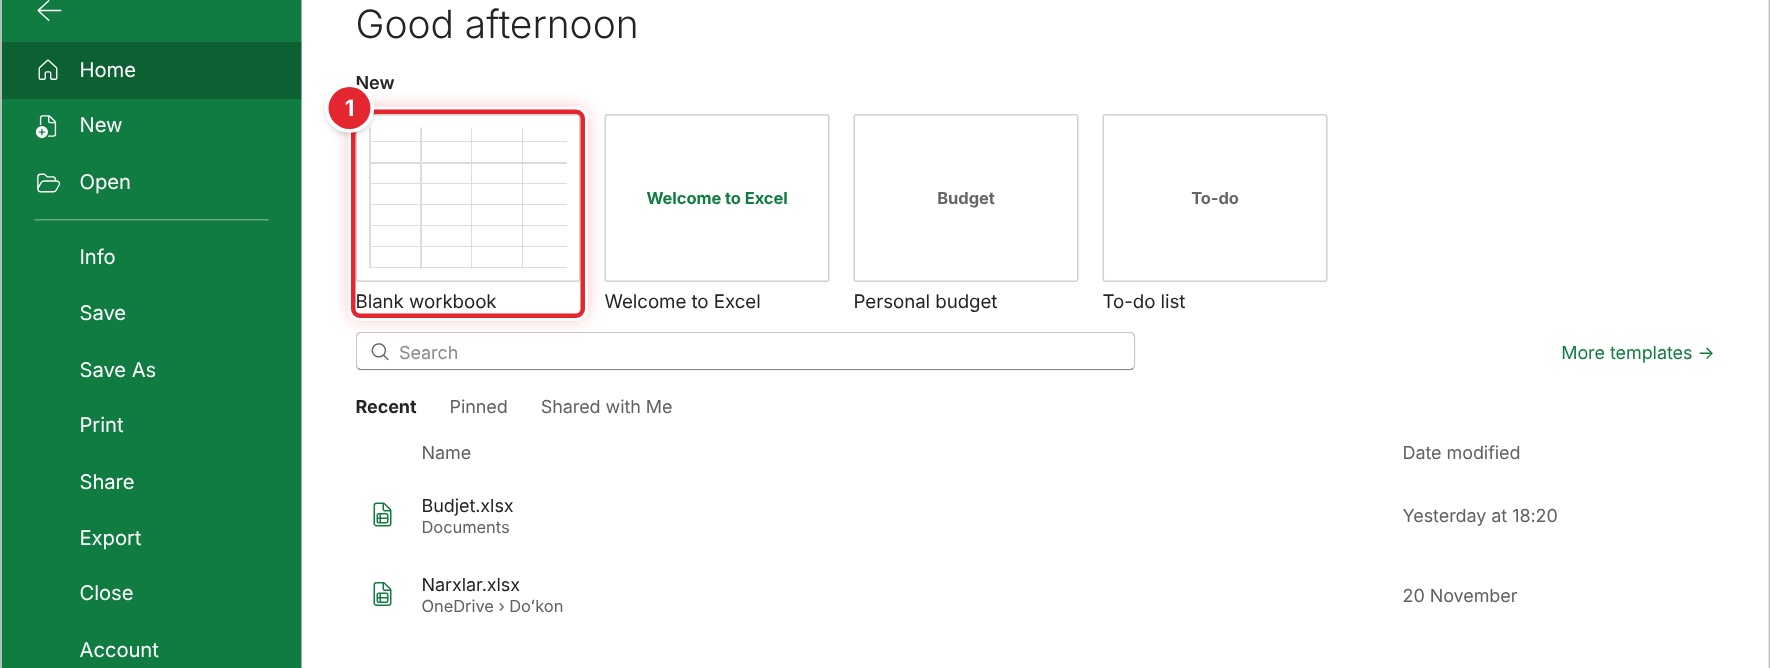 Home
New
Open
Info
Save
Save As
Print
Share
Export
Close
Account
Good afternoon
New
1
Welcome to Excel
Budget
To-do
Blank workbook
Welcome to Excel
Personal budget
To-do list
Search
More templates →
Recent Pinned Shared with Me
Name Date modified
Budjet.xlsx
Documents
Yesterday at 18:20
Narxlar.xlsx
OneDrive › Doʻkon
20 November